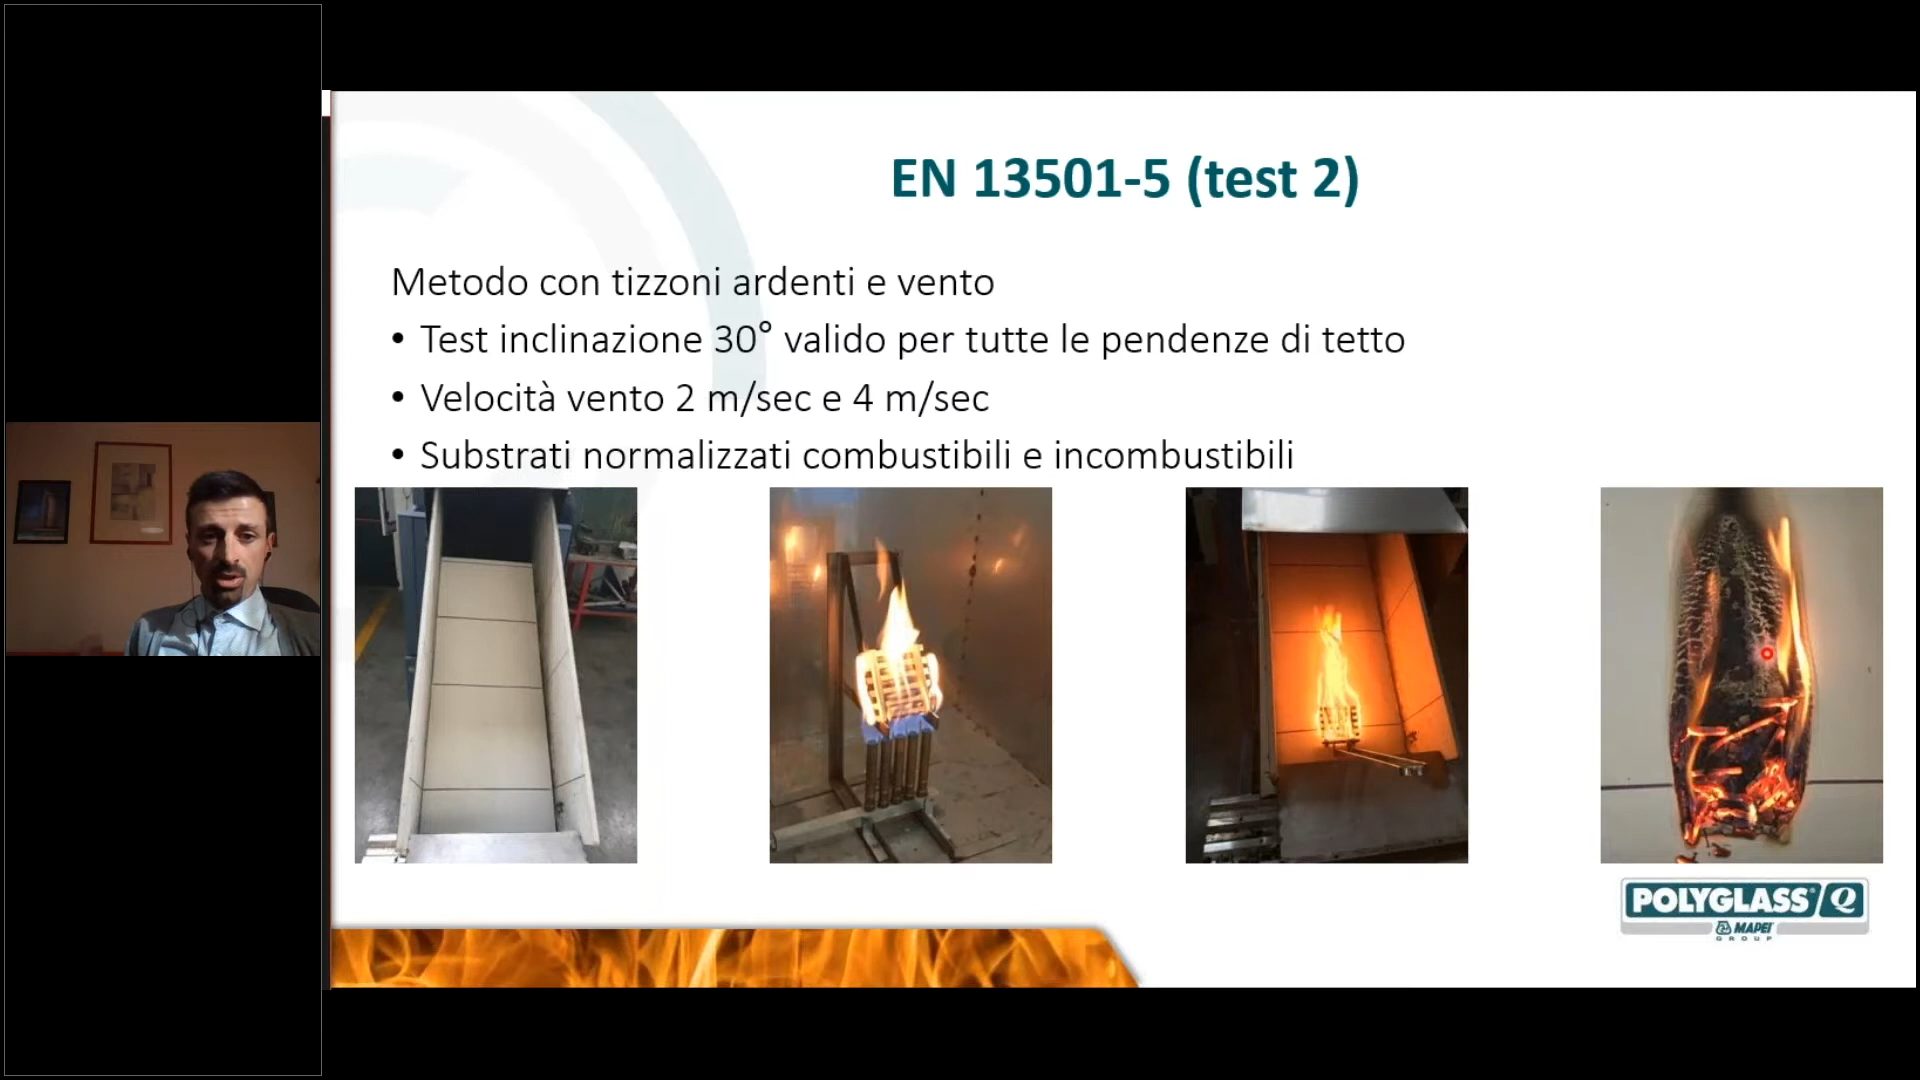 EN 13501-5 (test 2)
Metodo con tizzoni ardenti e vento
• Test inclinazione 30° valido per tutte le pendenze di tetto
• Velocità vento 2 m/sec e 4 m/sec
• Substrati normalizzati combustibili e incombustibili
POLYGLASS® Q
MAPEI
GROUP